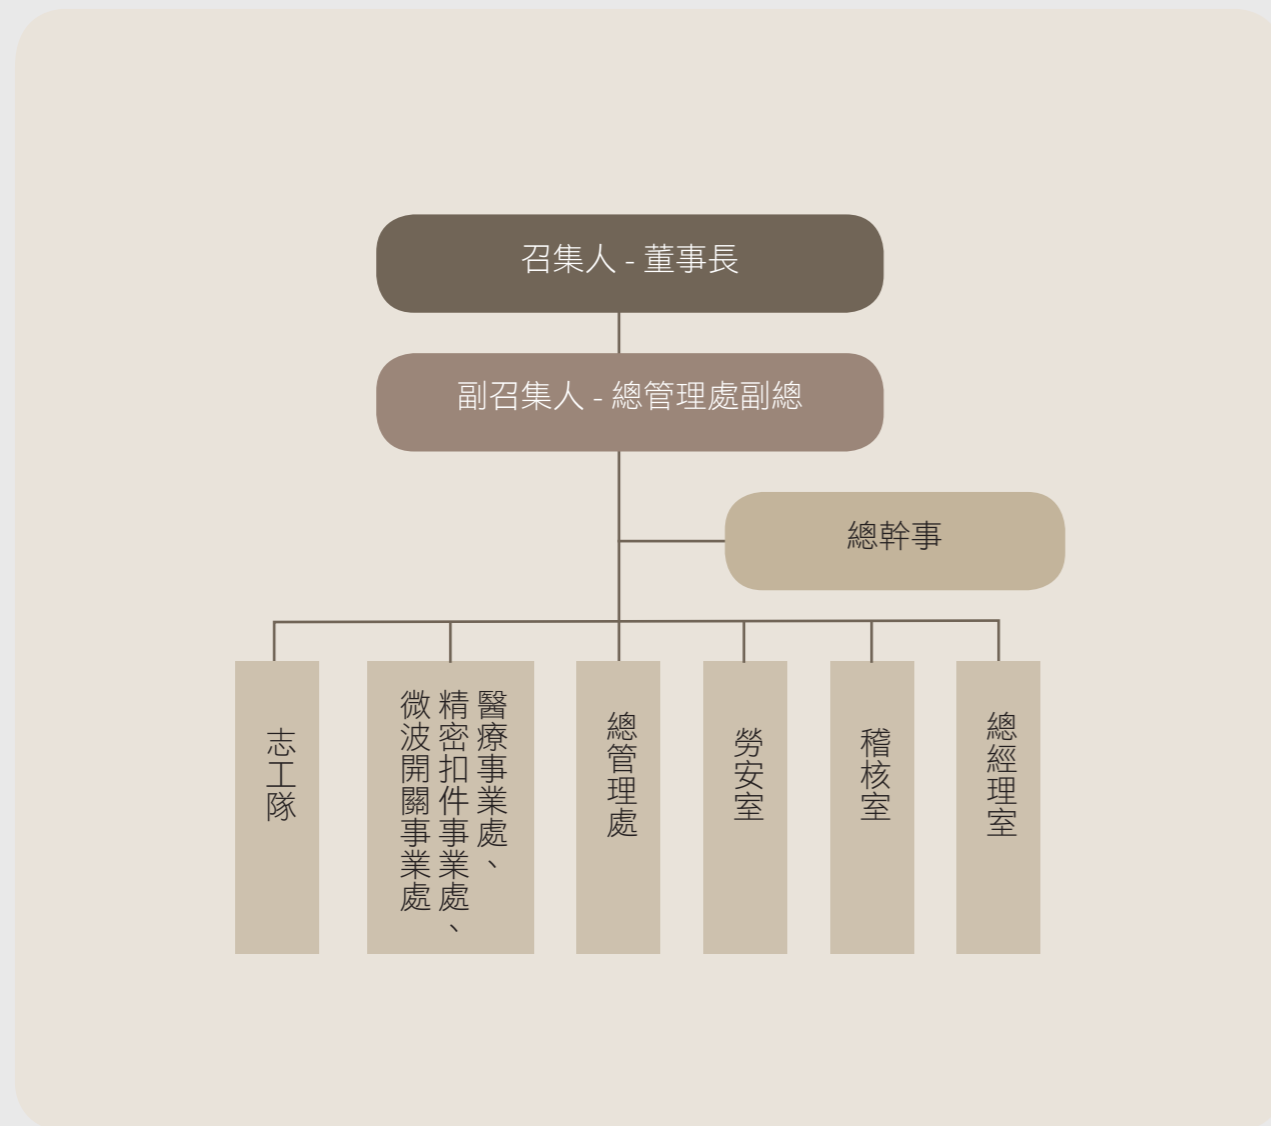 召集人 - 董事長
副召集人 - 總管理處副總
總幹事
志工隊
醫療事業處、
精密扣件事業處、
微波開關事業處
總管理處
勞安室
稽核室
總經理室